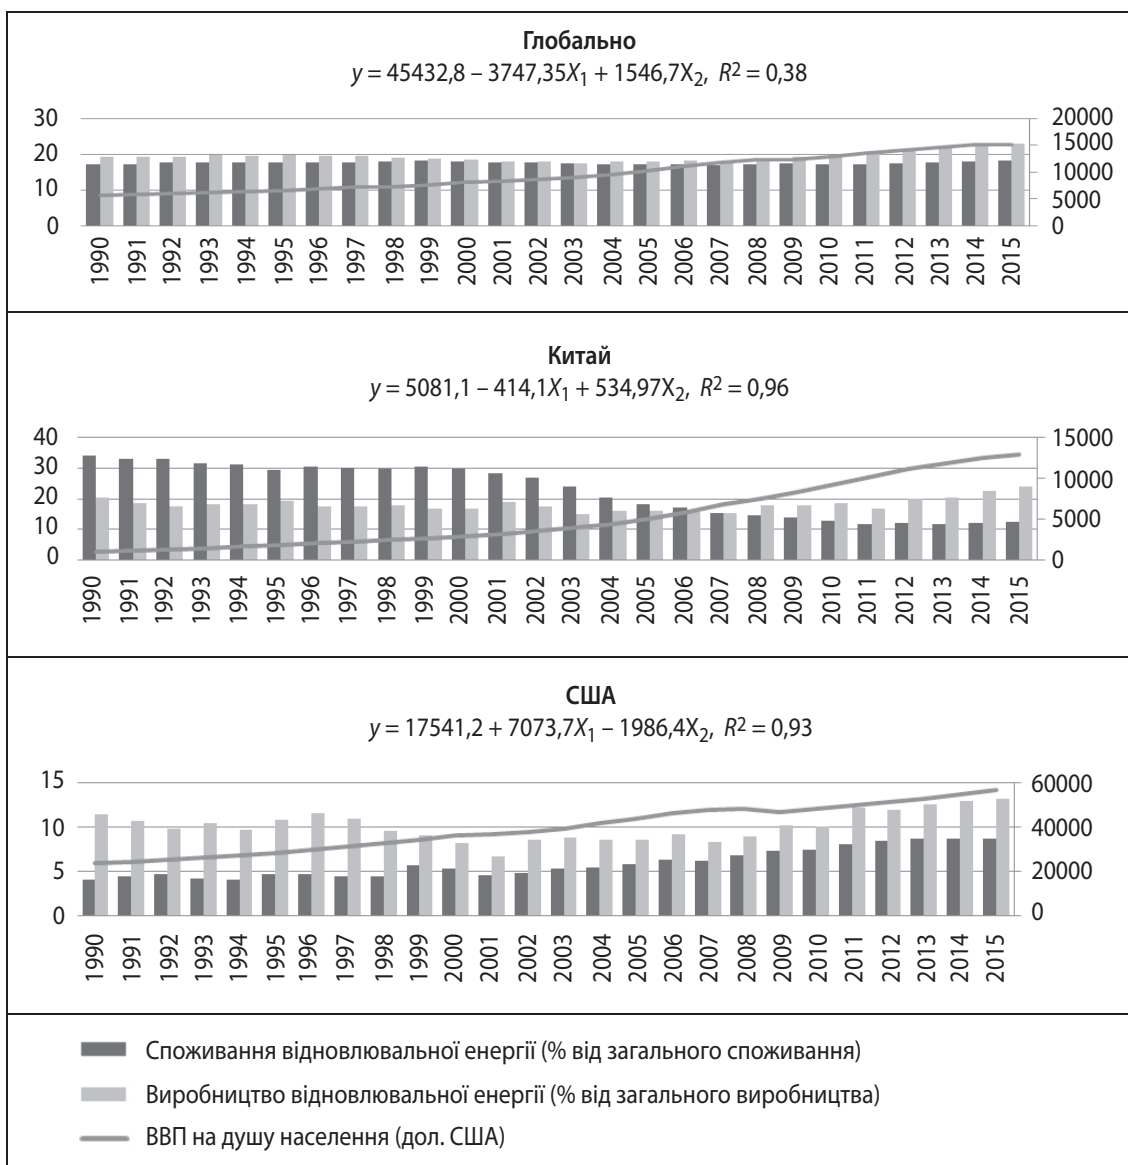 Глобально
y = 45432,8 – 3747,35X1 + 1546,7X2, R2 = 0,38
30 20000
20 15000
10 10000
0 5000
0
1990 1991 1992 1993 1994 1995 1996 1997 1998 1999 2000 2001 2002 2003 2004 2005 2006 2007 2008 2009 2010 2011 2012 2013 2014 2015
Китай
y = 5081,1 – 414,1X1 + 534,97X2, R2 = 0,96
40 15000
30 10000
20 5000
10 0
0
1990 1991 1992 1993 1994 1995 1996 1997 1998 1999 2000 2001 2002 2003 2004 2005 2006 2007 2008 2009 2010 2011 2012 2013 2014 2015
США
y = 17541,2 + 7073,7X1 – 1986,4X2, R2 = 0,93
15 60000
10 40000
5 20000
0 0
1990 1991 1992 1993 1994 1995 1996 1997 1998 1999 2000 2001 2002 2003 2004 2005 2006 2007 2008 2009 2010 2011 2012 2013 2014 2015
Споживання відновлювальної енергії (% від загального споживання)
Виробництво відновлювальної енергії (% від загального виробництва)
ВВП на душу населення (дол. США)